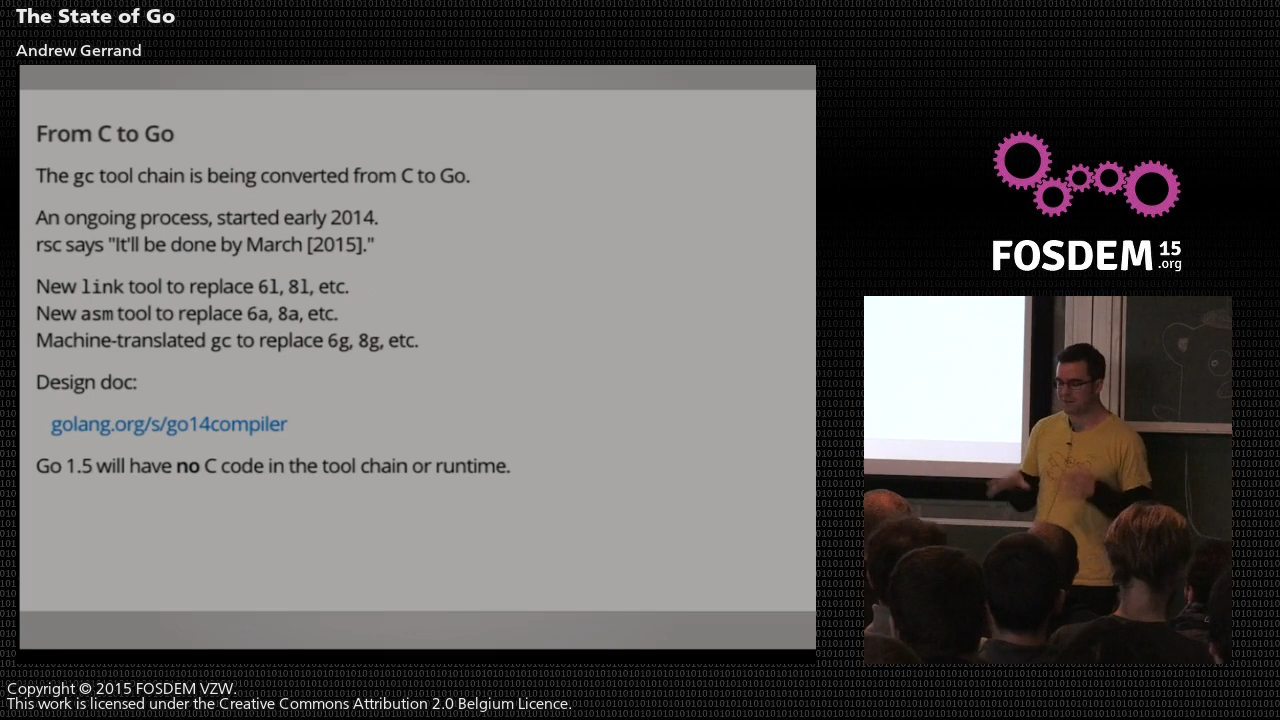 The State of Go
Andrew Gerrand
From C to Go
The gc tool chain is being converted from C to Go.
An ongoing process, started early 2014.
rsc says "It'll be done by March [2015]."
New link tool to replace 6l, 8l, etc.
New asm tool to replace 6a, 8a, etc.
Machine-translated gc to replace 6g, 8g, etc.
Design doc:
golang.org/s/go14compiler
Go 1.5 will have no C code in the tool chain or runtime.
FOSDEM 15
.org
Copyright © 2015 FOSDEM VZW.
This work is licensed under the Creative Commons Attribution 2.0 Belgium Licence.